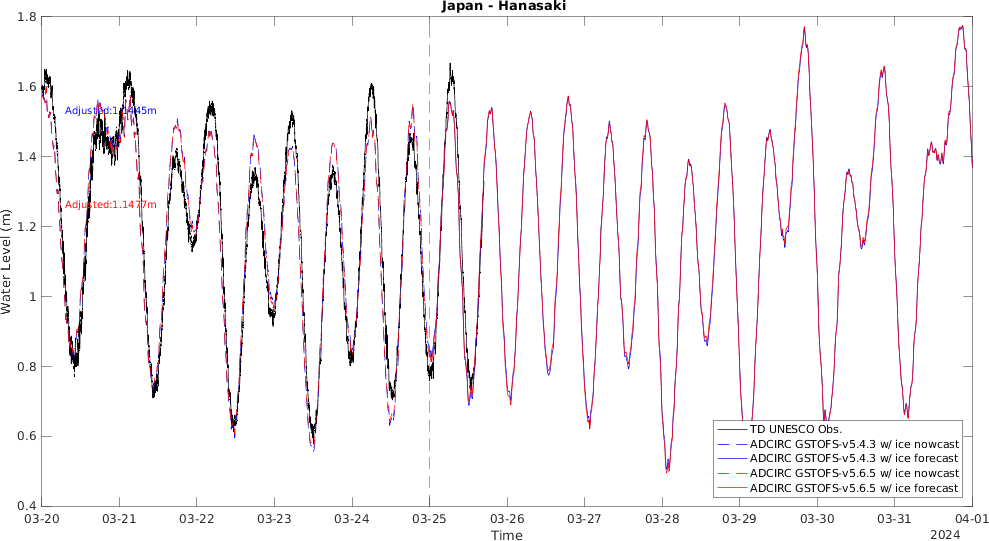 Japan - Hanasaki
1.8
1.6
1.4
1.2
1
0.8
0.6
0.4
Water Level (m)
Adjusted:1.1445m
Adjusted:1.1477m
TD UNESCO Obs.
ADCIRC GSTOFS-v5.4.3 w/ ice nowcast
ADCIRC GSTOFS-v5.4.3 w/ ice forecast
ADCIRC GSTOFS-v5.6.5 w/ ice nowcast
ADCIRC GSTOFS-v5.6.5 w/ ice forecast
03-20 03-21 03-22 03-23 03-24 03-25 03-26 03-27 03-28 03-29 03-30 03-31 04-01
Time
2024